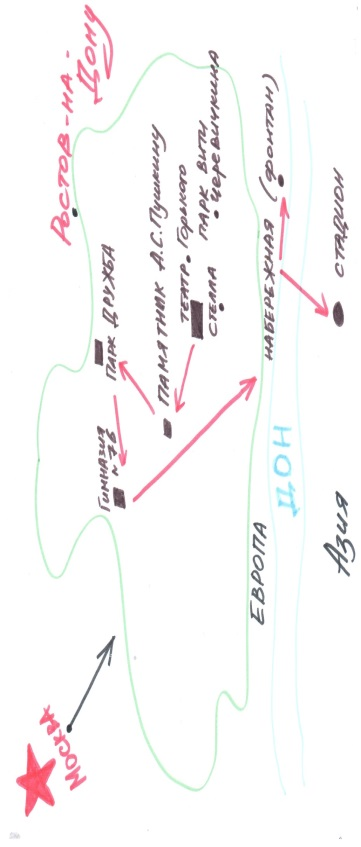 МОСКВА
РОСТОВ-НА-
ДОНУ
ГИМНАЗИЯ
N 76
ПАРК ДРУЖБА
ПАМЯТНИК А.С.Пушкину
ТЕАТР Горького
СТЕЛЛА
ПАРК ВИТИ
ЧЕРЕВИЧКИНА
ЕВРОПА
НАБЕРЕЖНАЯ (ФОНТАН)
ДОН
АЗИЯ
СТАДИОН